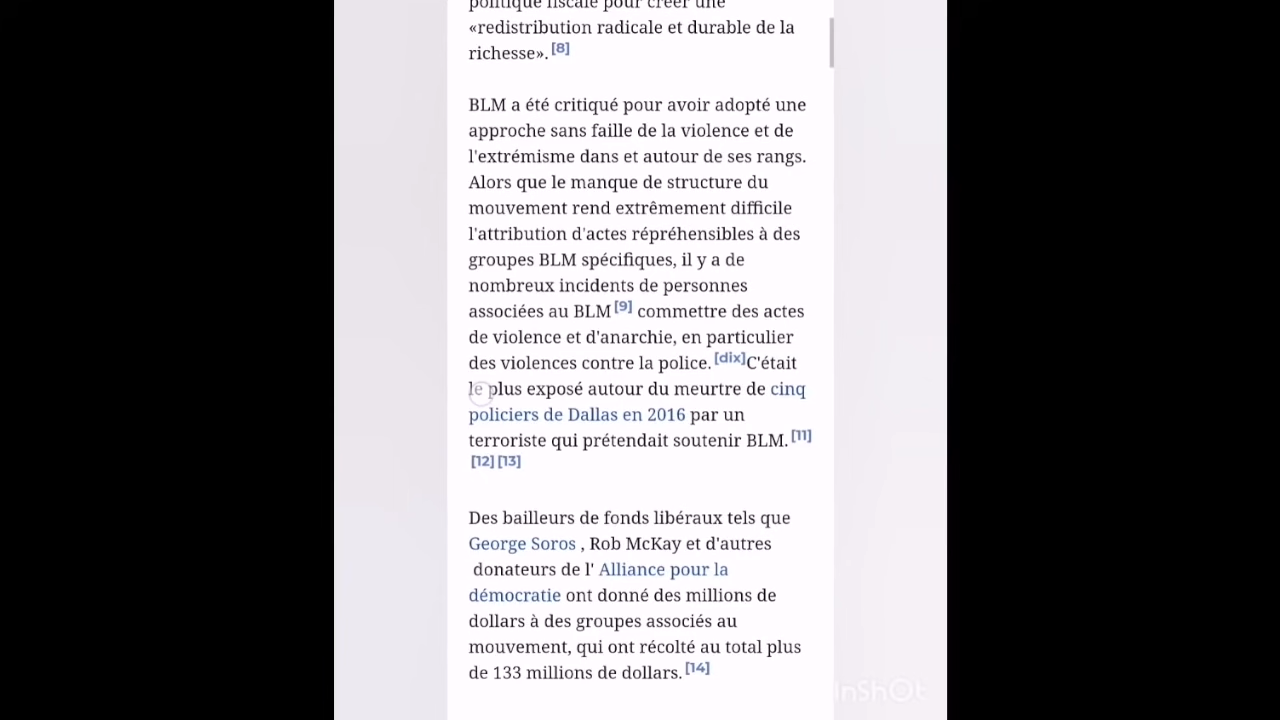 politique fiscale pour créer une
«redistribution radicale et durable de la
richesse».[8]
BLM a été critiqué pour avoir adopté une
approche sans faille de la violence et de
l'extrémisme dans et autour de ses rangs.
Alors que le manque de structure du
mouvement rend extrêmement difficile
l'attribution d'actes répréhensibles à des
groupes BLM spécifiques, il y a de
nombreux incidents de personnes
associées au BLM[9] commettre des actes
de violence et d'anarchie, en particulier
des violences contre la police.[dix]C'était
le plus exposé autour du meurtre de cinq
policiers de Dallas en 2016 par un
terroriste qui prétendait soutenir BLM.[11]
[12][13]
Des bailleurs de fonds libéraux tels que
George Soros , Rob McKay et d'autres
donateurs de l' Alliance pour la
démocratie ont donné des millions de
dollars à des groupes associés au
mouvement, qui ont récolté au total plus
de 133 millions de dollars.[14]
InShOt